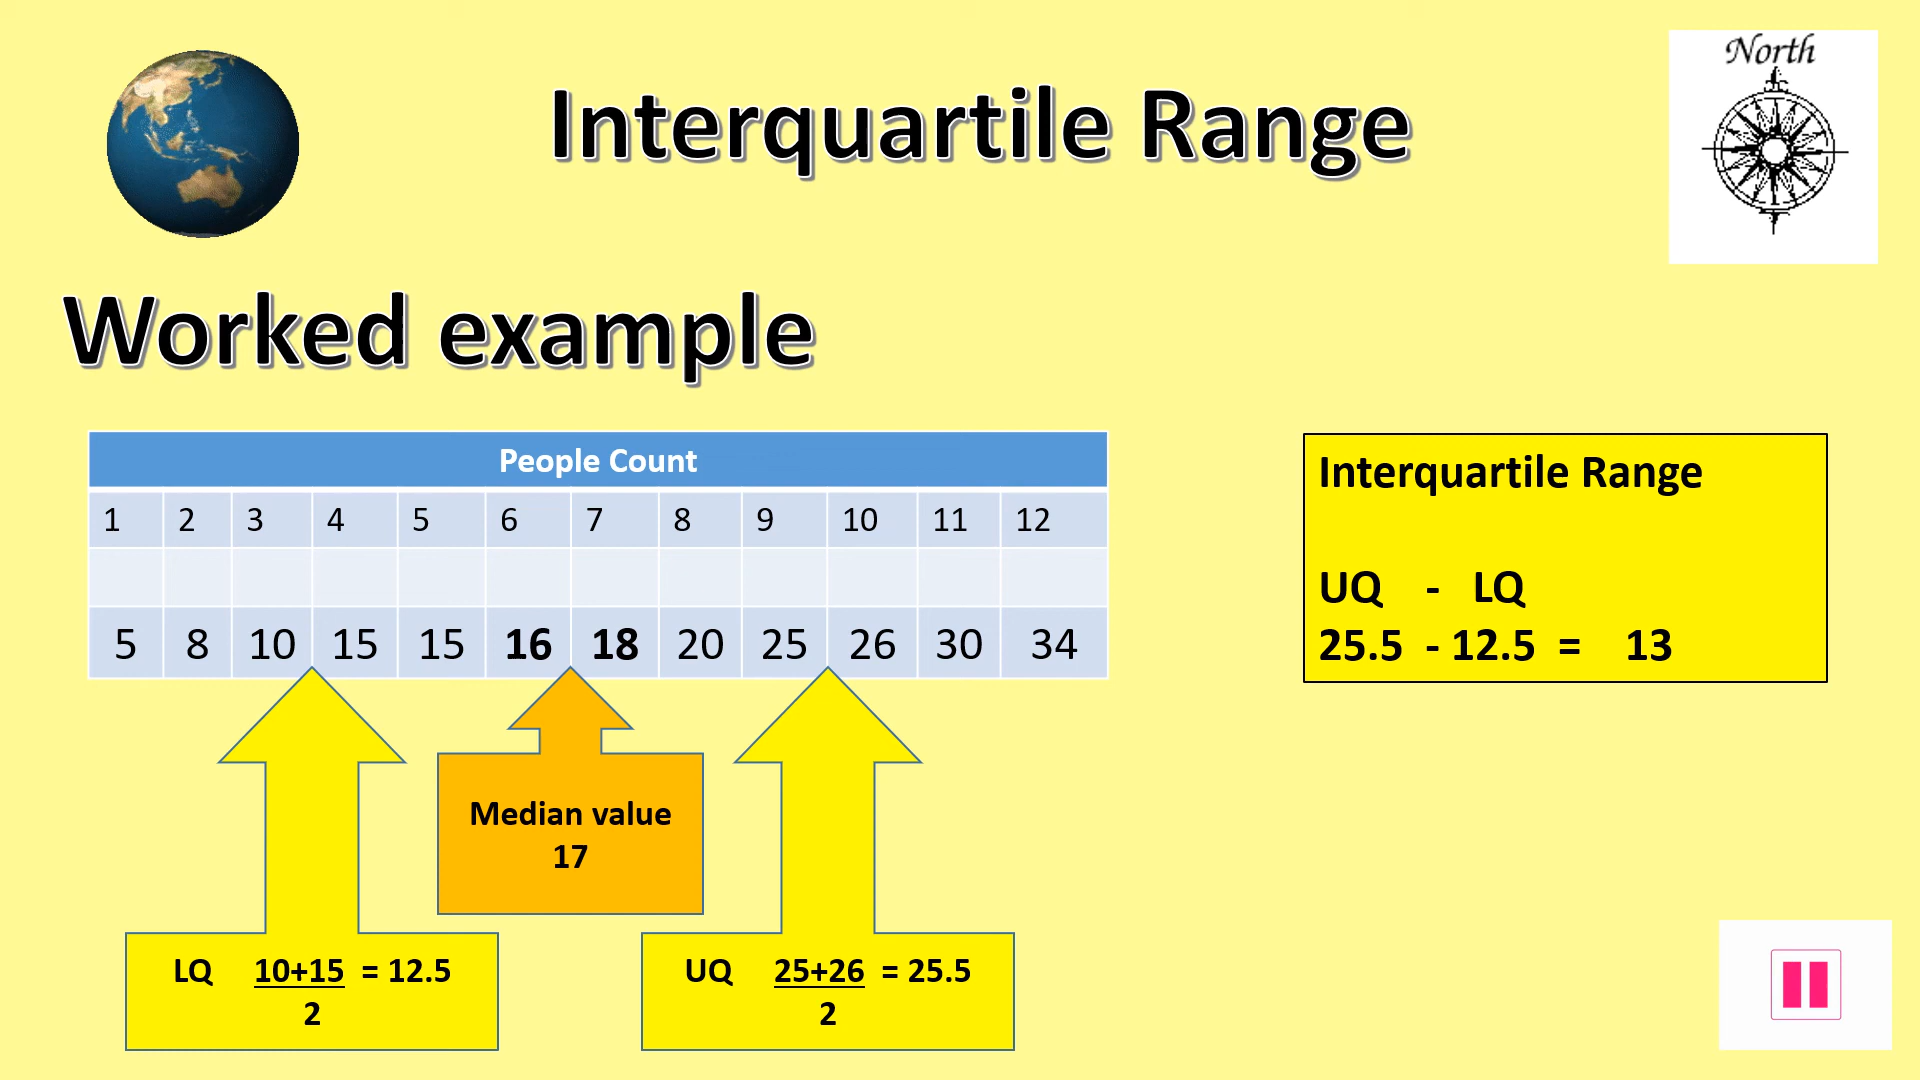 North
Interquartile Range
Worked example
People Count
1 2 3 4 5 6 7 8 9 10 11 12
5 8 10 15 15 16 18 20 25 26 30 34
Interquartile Range
UQ - LQ
25.5 - 12.5 = 13
Median value
17
LQ 10+15 = 12.5
2
UQ 25+26 = 25.5
2